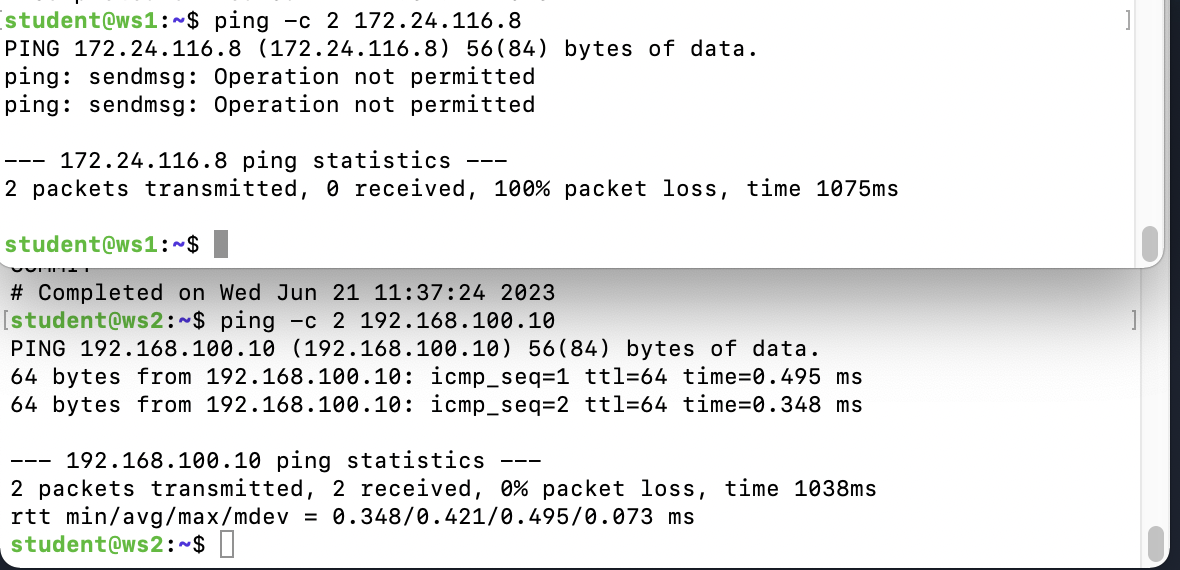 [student@ws1:~$ ping -c 2 172.24.116.8 ]
PING 172.24.116.8 (172.24.116.8) 56(84) bytes of data.
ping: sendmsg: Operation not permitted
ping: sendmsg: Operation not permitted
--- 172.24.116.8 ping statistics ---
2 packets transmitted, 0 received, 100% packet loss, time 1075ms
student@ws1:~$
# Completed on Wed Jun 21 11:37:24 2023
[student@ws2:~$ ping -c 2 192.168.100.10 ]
PING 192.168.100.10 (192.168.100.10) 56(84) bytes of data.
64 bytes from 192.168.100.10: icmp_seq=1 ttl=64 time=0.495 ms
64 bytes from 192.168.100.10: icmp_seq=2 ttl=64 time=0.348 ms
--- 192.168.100.10 ping statistics ---
2 packets transmitted, 2 received, 0% packet loss, time 1038ms
rtt min/avg/max/mdev = 0.348/0.421/0.495/0.073 ms
student@ws2:~$